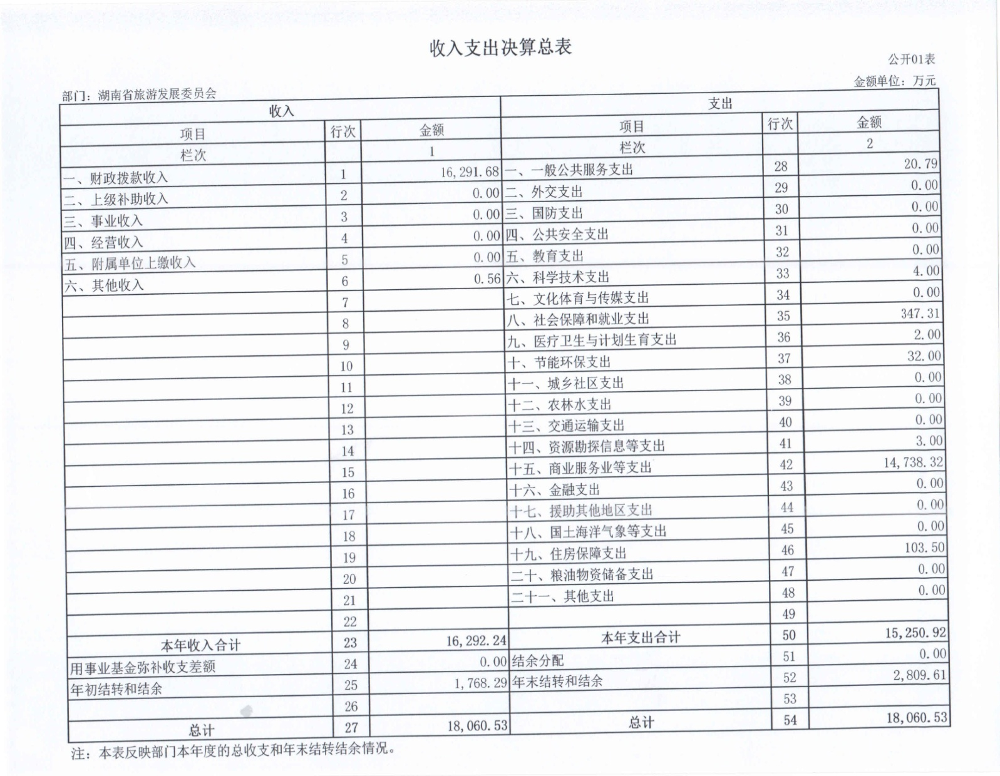 收入支出决算总表
公开01表
部门：湖南省旅游发展委员会 金额单位：万元
收入 支出
项目 行次 金额 项目 行次 金额
栏次 1 栏次 2
一、财政拨款收入 1 16,291.68 一、一般公共服务支出 28 20.79
二、上级补助收入 2 0.00 二、外交支出 29 0.00
三、事业收入 3 0.00 三、国防支出 30 0.00
四、经营收入 4 0.00 四、公共安全支出 31 0.00
五、附属单位上缴收入 5 0.00 五、教育支出 32 0.00
六、其他收入 6 0.56 六、科学技术支出 33 4.00
7 七、文化体育与传媒支出 34 0.00
8 八、社会保障和就业支出 35 347.31
9 九、医疗卫生与计划生育支出 36 2.00
10 十、节能环保支出 37 32.00
11 十一、城乡社区支出 38 0.00
12 十二、农林水支出 39 0.00
13 十三、交通运输支出 40 0.00
14 十四、资源勘探信息等支出 41 3.00
15 十五、商业服务业等支出 42 14,738.32
16 十六、金融支出 43 0.00
17 十七、援助其他地区支出 44 0.00
18 十八、国土海洋气象等支出 45 0.00
19 十九、住房保障支出 46 103.50
20 二十、粮油物资储备支出 47 0.00
21 二十一、其他支出 48 0.00
22 49
本年收入合计 23 16,292.24 本年支出合计 50 15,250.92
用事业基金弥补收支差额 24 0.00 结余分配 51 0.00
年初结转和结余 25 1,768.29 年末结转和结余 52 2,809.61
26 53
总计 27 18,060.53 总计 54 18,060.53
注：本表反映部门本年度的总收支和年末结转结余情况。